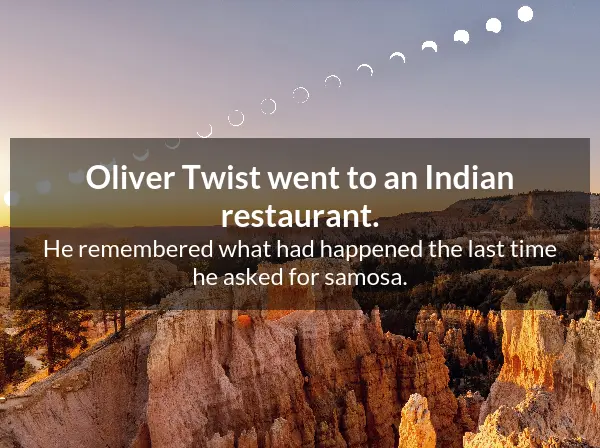 Oliver Twist went to an Indian
restaurant.
He remembered what had happened the last time
he asked for samosa.